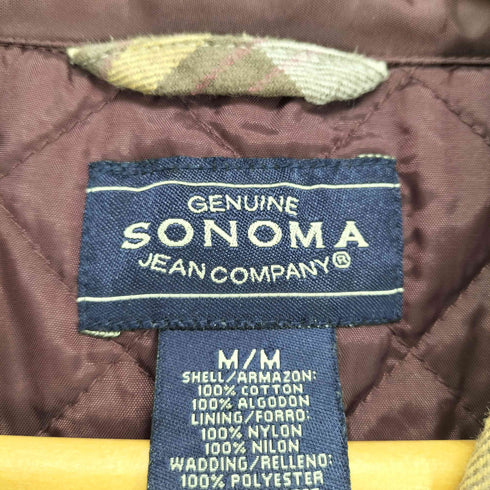 GENUINE
SONOMA
JEAN COMPANY®
M/M
SHELL/ARMAZON:
100% COTTON
100% ALGODON
LINING/FORRO:
100% NYLON
100% NILON
WADDING/RELLENO:
100% POLYESTER